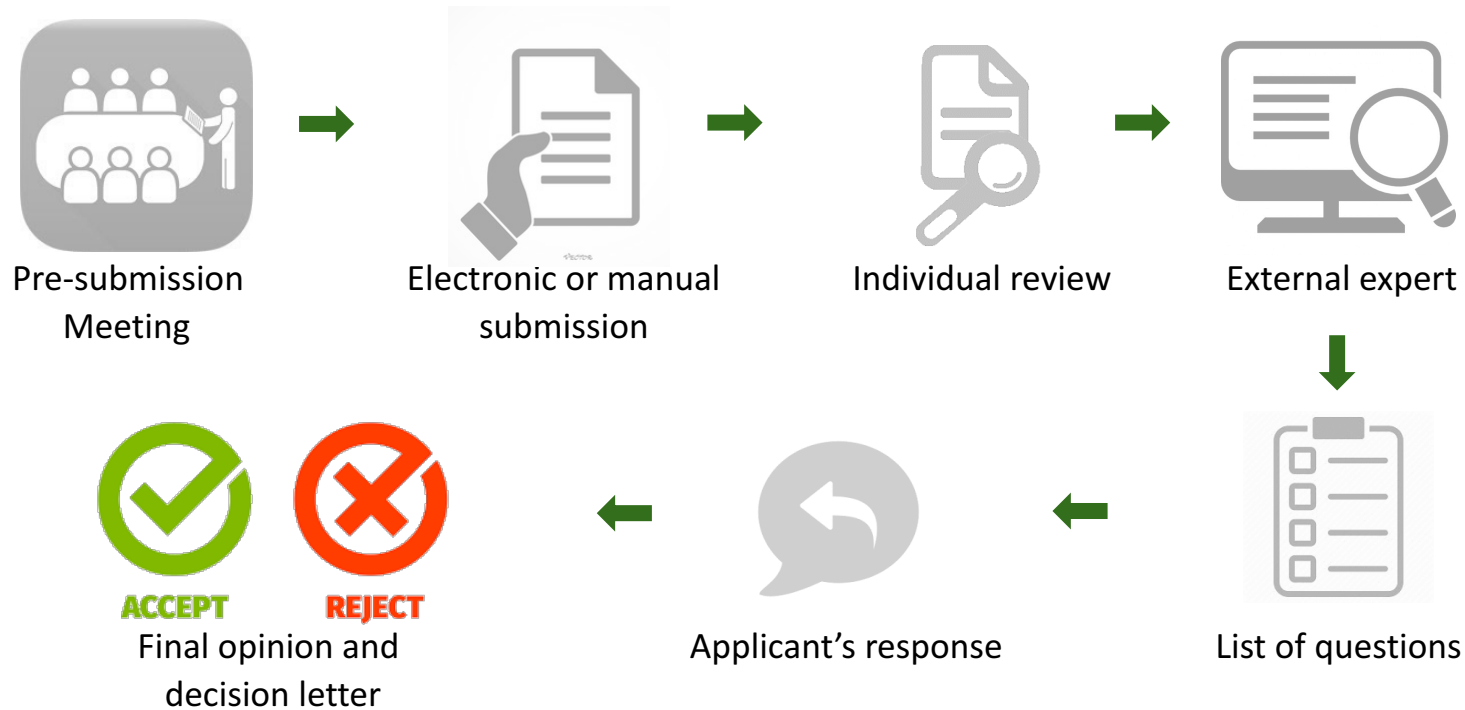 Pre-submission
Meeting
Electronic or manual
submission
Individual review
External expert
ACCEPT
REJECT
Final opinion and
decision letter
Applicant’s response
List of questions